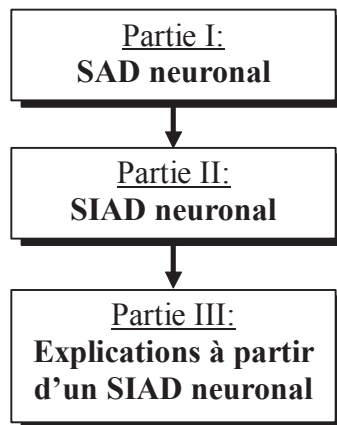 Partie I:
SAD neuronal
Partie II:
SIAD neuronal
Partie III:
Explications à partir
d'un SIAD neuronal